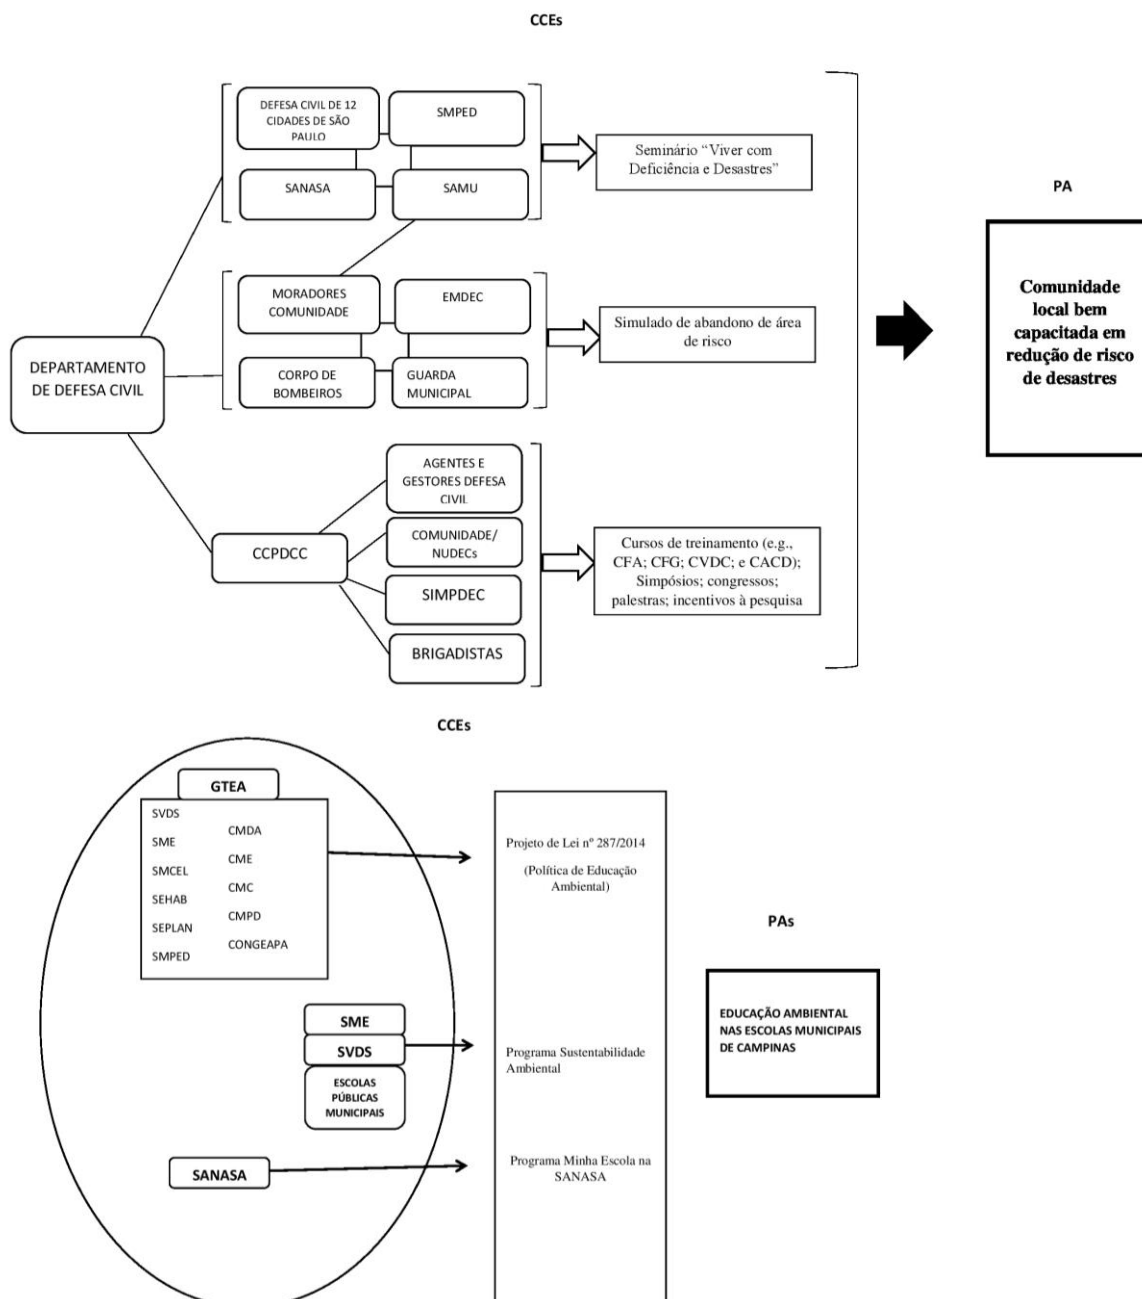 CCEs
DEFESA CIVIL DE 12
CIDADES DE SÃO
PAULO
SMPED
SANASA
SAMU
Seminário “Viver com
Deficiência e Desastres”
PA
MORADORES
COMUNIDADE
EMDEC
CORPO DE
BOMBEIROS
GUARDA
MUNICIPAL
Simulado de abandono de área
de risco
Comunidade
local bem
capacitada em
redução de risco
de desastres
DEPARTAMENTO
DE DEFESA CIVIL
CCPDCC
AGENTES E
GESTORES DEFESA
CIVIL
COMUNIDADE/
NUDECs
SIMPDEC
BRIGADISTAS
Cursos de treinamento (e.g.,
CFA; CFG; CVDC; e CACD);
Simpósios; congressos;
palestras; incentivos à pesquisa
CCEs
GTEA
SVDS
SME
SMCEL
SEHAB
SEPLAN
SMPED
CMDA
CME
CMC
CMPD
CONGEAPA
Projeto de Lei nº 287/2014
(Política de Educação
Ambiental)
SME
SVDS
ESCOLAS
PÚBLICAS
MUNICIPAIS
Programa Sustentabilidade
Ambiental
SANASA
Programa Minha Escola na
SANASA
PAs
EDUCAÇÃO AMBIENTAL
NAS ESCOLAS MUNICIPAIS
DE CAMPINAS